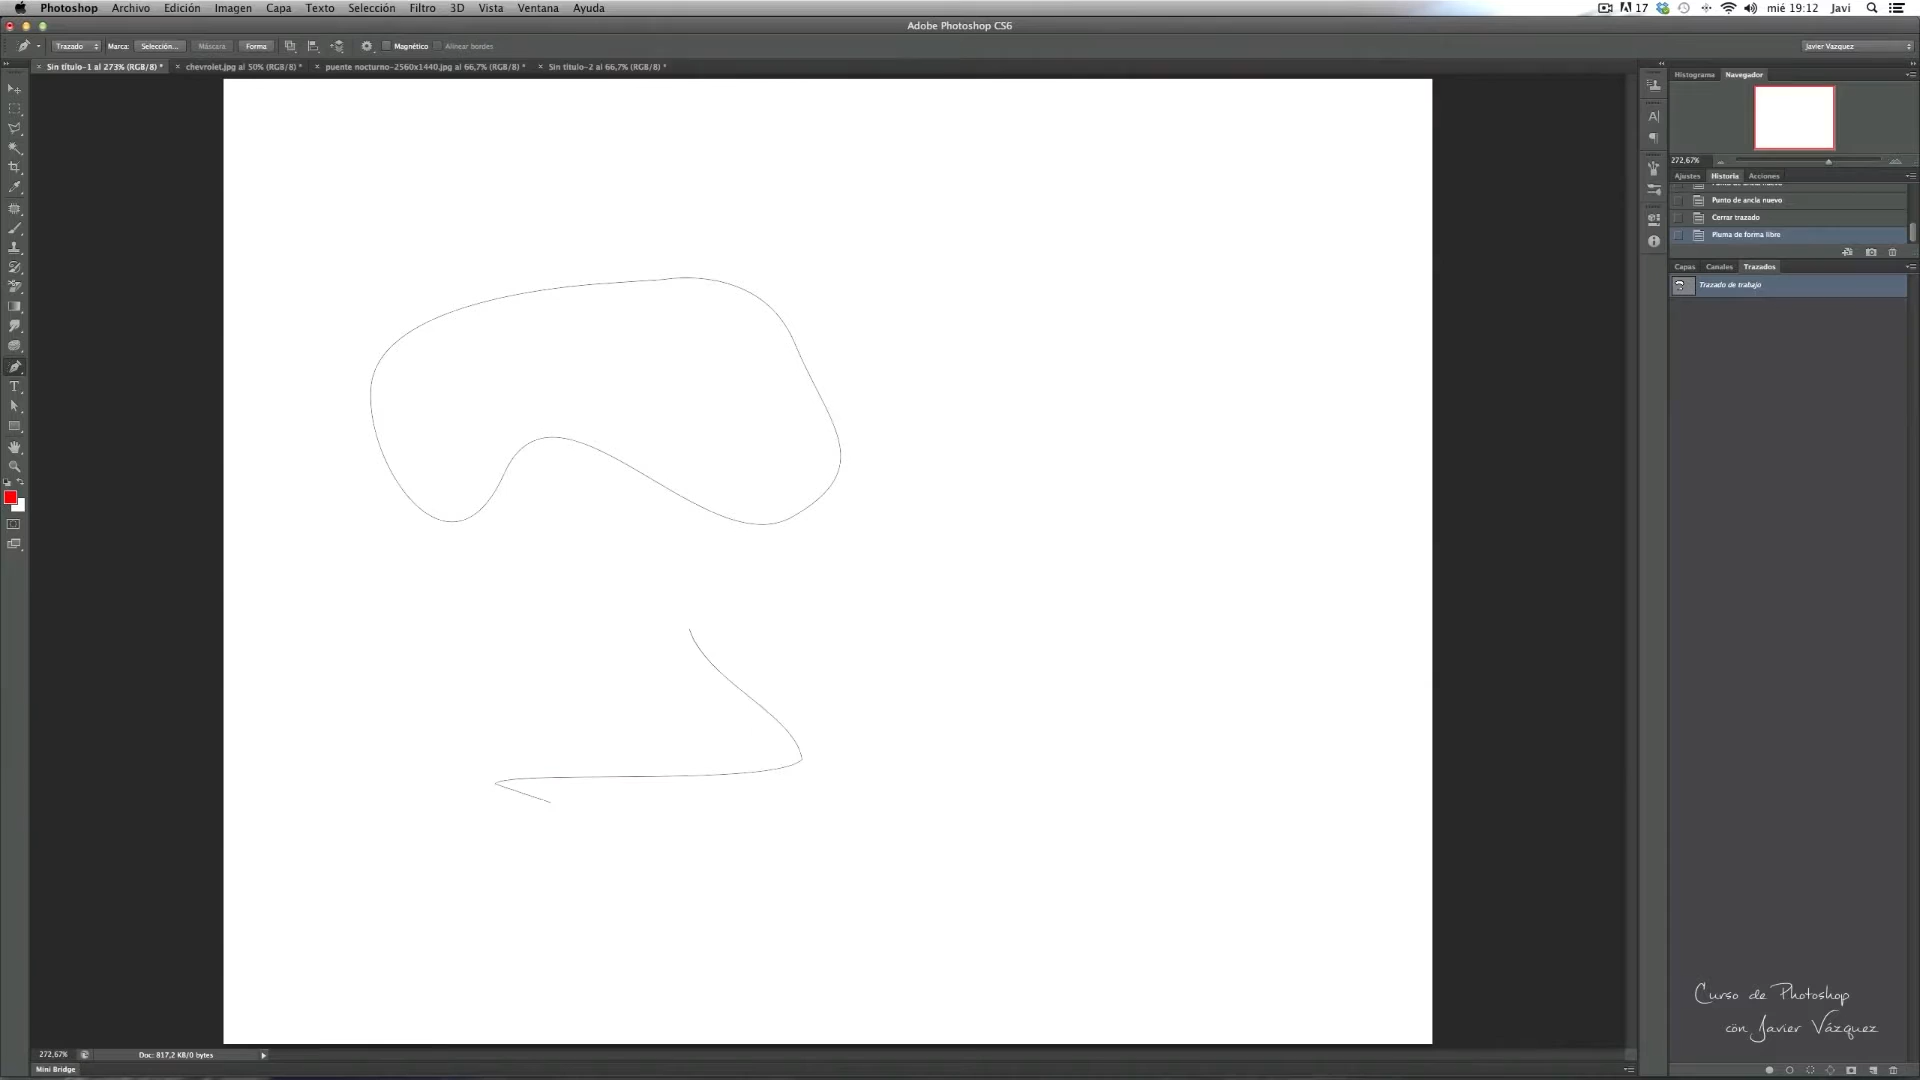 Photoshop Archivo Edición Imagen Capa Texto Selección Filtro 3D Vista Ventana Ayuda 17 mié 19:12 Javi
Adobe Photoshop CS6
Trazado Marca: Selección... Máscara Forma Magnético Alinear bordes Javier Vazquez
Sin título-1 al 273% (RGB/8) * chevrolet.jpg al 50% (RGB/8) * puente nocturno-2560x1440.jpg al 66,7% (RGB/8) * Sin título-2 al 66,7% (RGB/8) *
Histograma Navegador
272,67%
Ajustes Historia Acciones
Punto de ancla nuevo
Punto de ancla nuevo
Cerrar trazado
Pluma de forma libre
Capas Canales Trazados
Trazado de trabajo
Curso de Photoshop
con Javier Vázquez
272,67% Doc: 817,2 KB/0 bytes
Mini Bridge